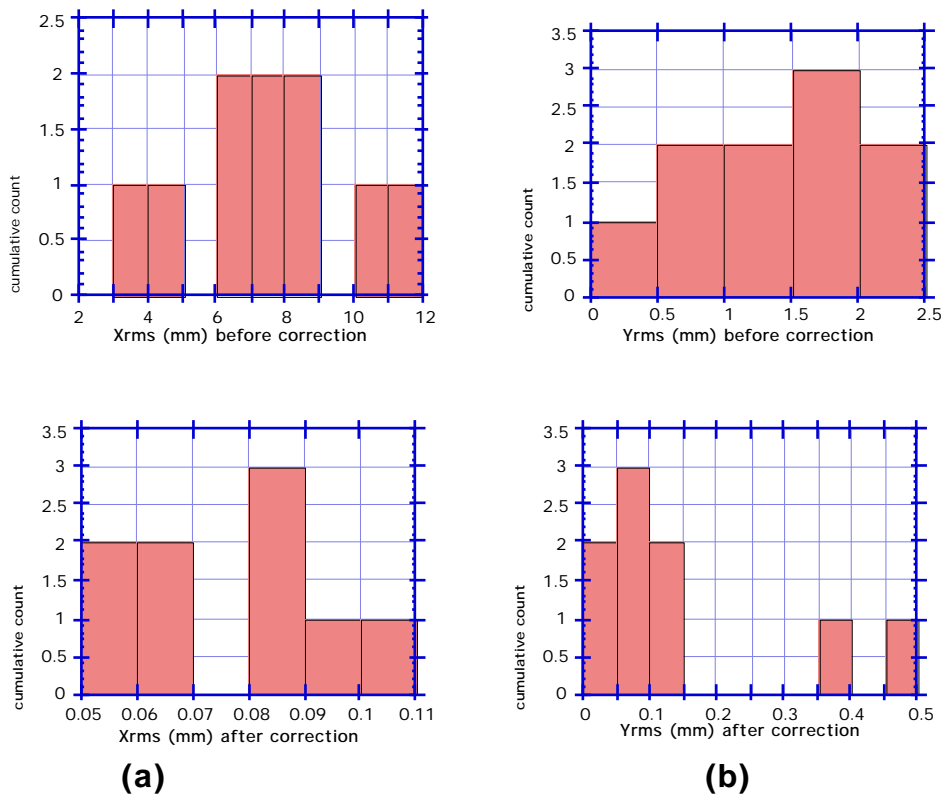 2.5
2
1.5
1
0.5
0
cumulative count
2 4 6 8 10 12
Xrms (mm) before correction
3.5
3
2.5
2
1.5
1
0.5
0
cumulative count
0 0.5 1 1.5 2 2.5
Yrms (mm) before correction
3.5
3
2.5
2
1.5
1
0.5
0
cumulative count
0.05 0.06 0.07 0.08 0.09 0.1 0.11
Xrms (mm) after correction
(a)
3.5
3
2.5
2
1.5
1
0.5
0
cumulative count
0 0.1 0.2 0.3 0.4 0.5
Yrms (mm) after correction
(b)